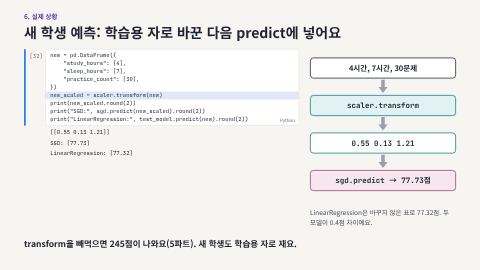 6. 실제 상황
새 학생 예측: 학습용 자로 바꾼 다음 predict에 넣어요
[32]
new = pd.DataFrame({
"study_hours": [4],
"sleep_hours": [7],
"practice_count": [30],
})
new_scaled = scaler.transform(new)
print(new_scaled.round(2))
print("SGD:", sgd.predict(new_scaled).round(2))
print("LinearRegression:", test_model.predict(new).round(2))
Python
[[0.55 0.13 1.21]]
SGD: [77.73]
LinearRegression: [77.32]
4시간, 7시간, 30문제
scaler.transform
0.55 0.13 1.21
sgd.predict → 77.73점
LinearRegression은 바꾸지 않은 표로 77.32점. 두
모델이 0.4점 차이예요.
transform을 빼먹으면 245점이 나와요(5파트). 새 학생도 학습용 자로 재요.